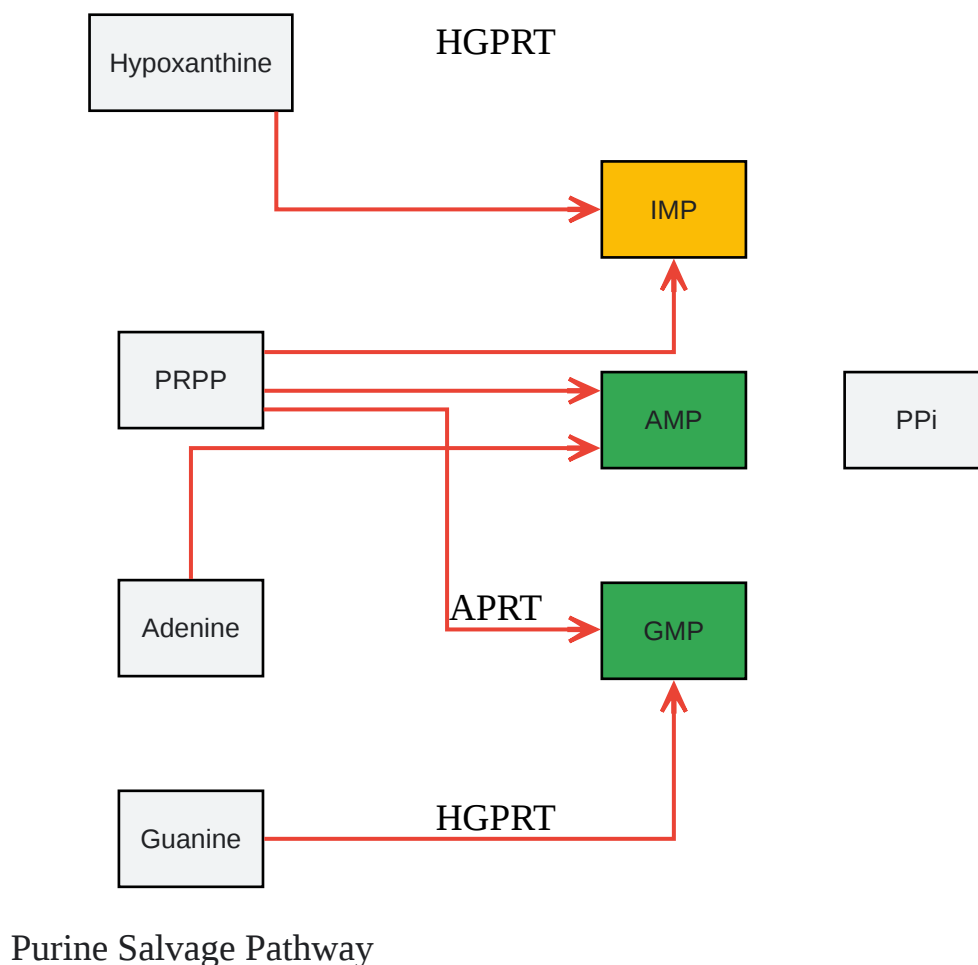 HGPRT
Hypoxanthine
IMP
PRPP
AMP
PPi
APRT
Adenine
GMP
HGPRT
Guanine
Purine Salvage Pathway